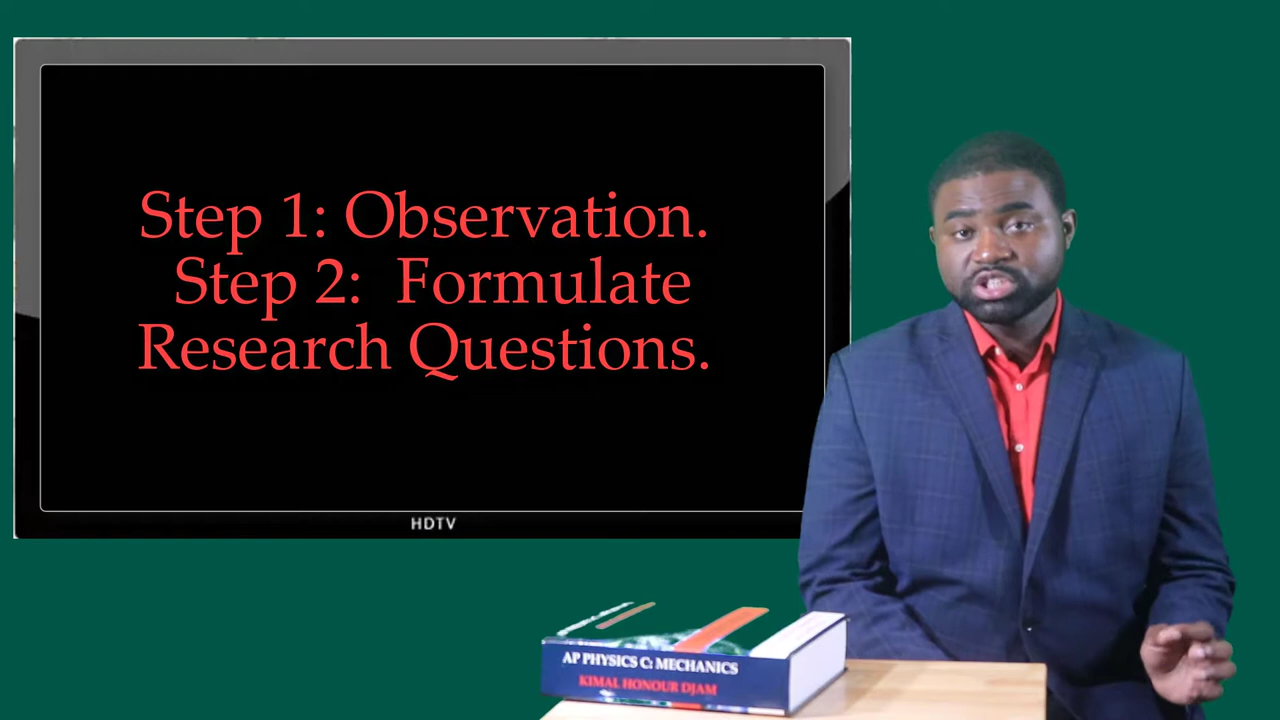 Step 1: Observation.
Step 2: Formulate
Research Questions.
HDTV
AP PHYSICS C: MECHANICS
KIMAL HONOUR DJAM